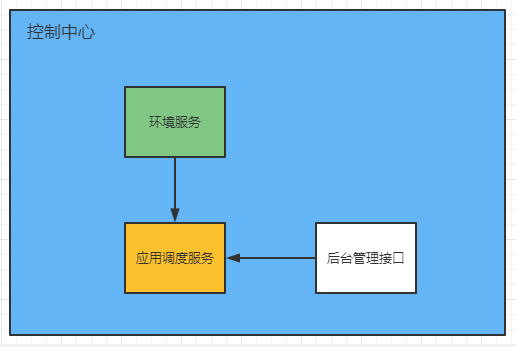 控制中心
环境服务
应用调度服务
后台管理接口